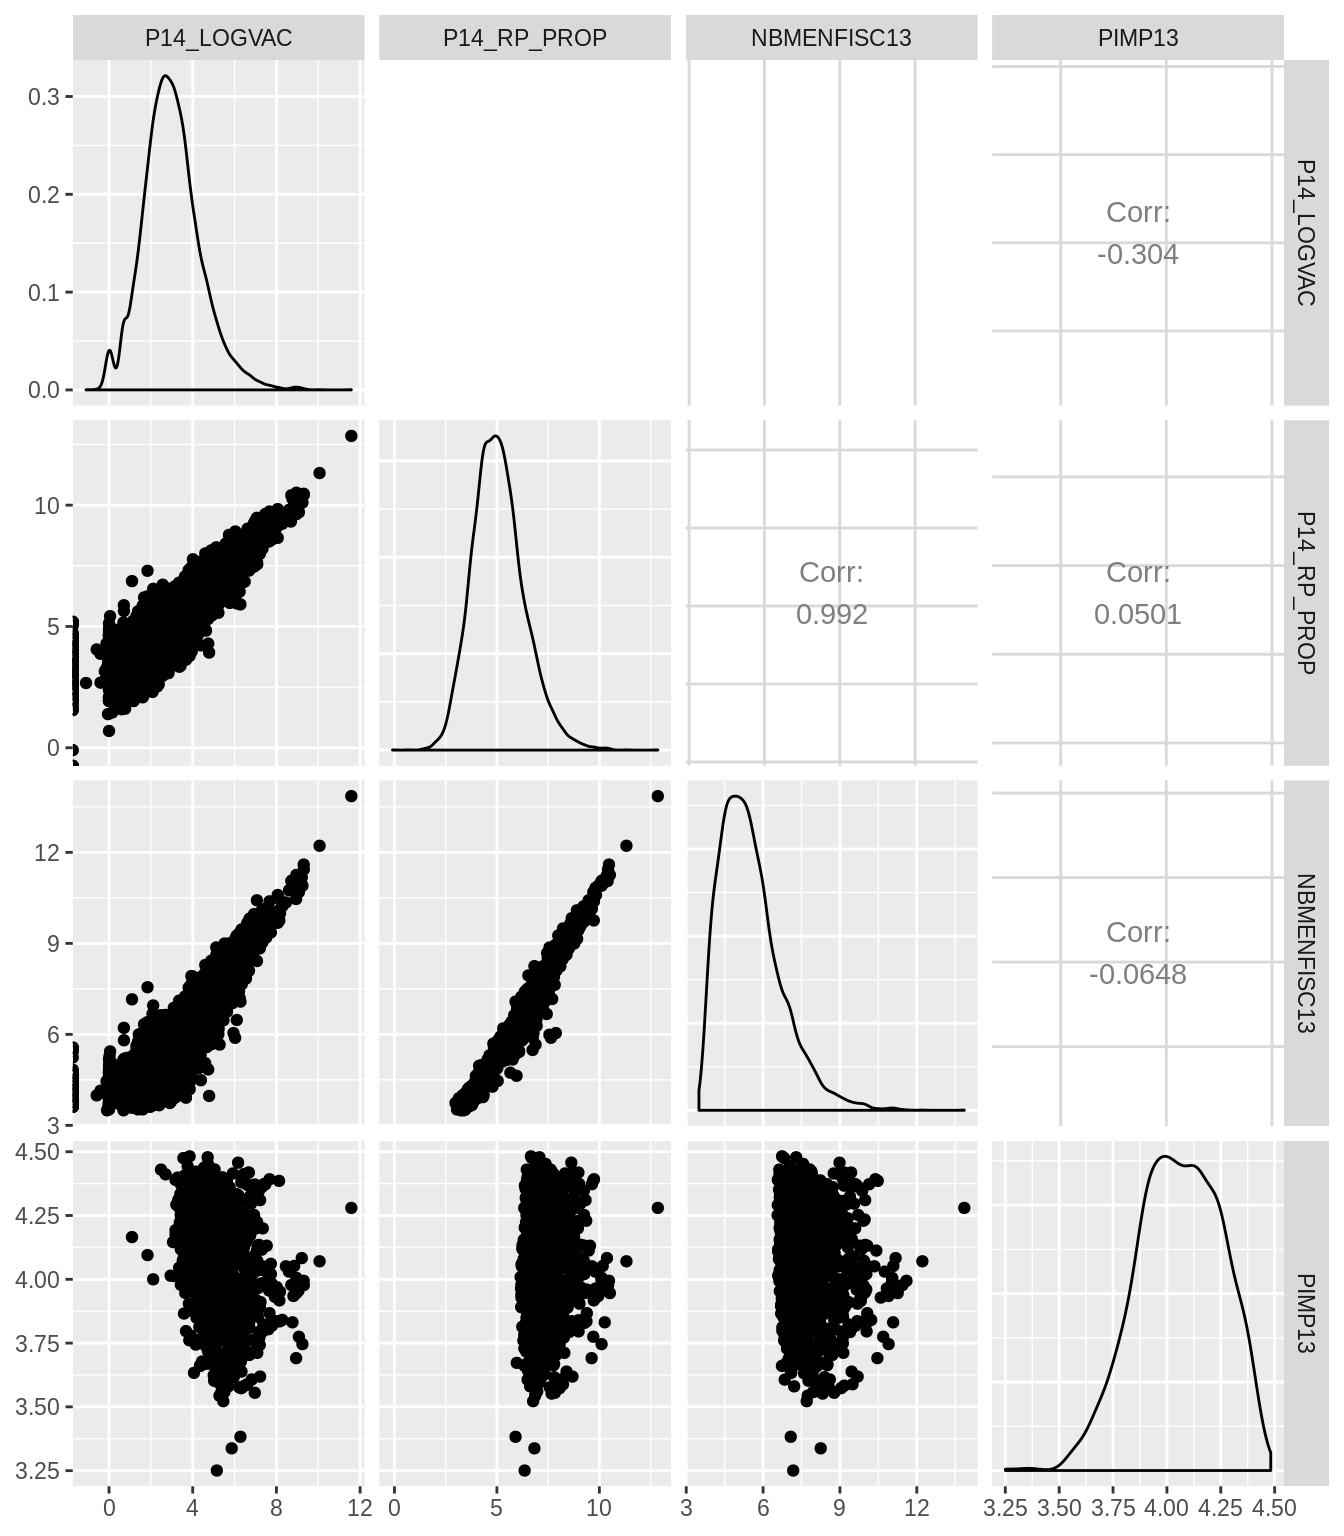 P14_LOGVAC P14_RP_PROP NBMENFISC13 PIMP13
0.3
0.2
0.1
0.0
Corr:
-0.304
P14_LOGVAC
10
5
0
Corr:
0.992
Corr:
0.0501
P14_RP_PROP
12
9
6
3
Corr:
-0.0648
NBMENFISC13
4.50
4.25
4.00
3.75
3.50
3.25
PIMP13
0 4 8 12 0 5 10 3 6 9 12 3.25 3.50 3.75 4.00 4.25 4.50